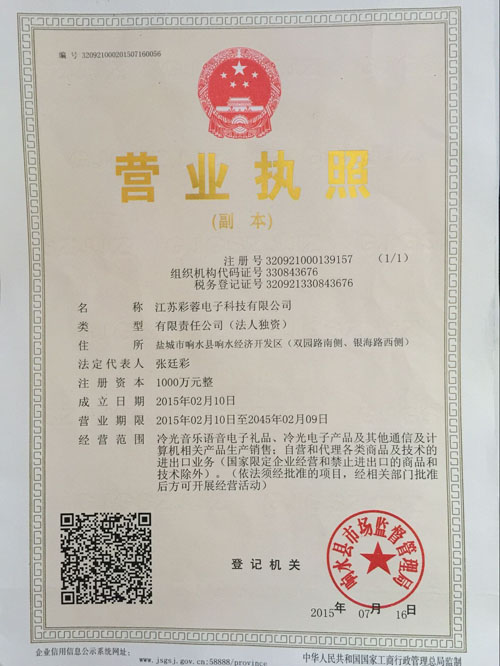 编 号 320921000201507160056
营业执照
(副 本)
注 册 号 320921000139157 (1/1)
组织机构代码证号 330843676
税务登记证号 320921330843676
名 称 江苏彩蓉电子科技有限公司
类 型 有限责任公司（法人独资）
住 所 盐城市响水县响水经济开发区（双园路南侧、银海路西侧）
法定代表人 张廷彩
注 册 资 本 1000万元整
成 立 日 期 2015年02月10日
营 业 期 限 2015年02月10日至2045年02月09日
经 营 范 围 冷光音乐语音电子礼品、冷光电子产品及其他通信及计
算机相关产品生产销售；自营和代理各类商品及技术的
进出口业务（国家限定企业经营和禁止进出口的商品和
技术除外）。（依法须经批准的项目，经相关部门批准
后方可开展经营活动）
登 记 机 关
响水县市场监督管理局
2015年 07月 16日
企业信用信息公示系统网址：
www.jsgsj.gov.cn:58888/province
中华人民共和国国家工商行政管理总局监制